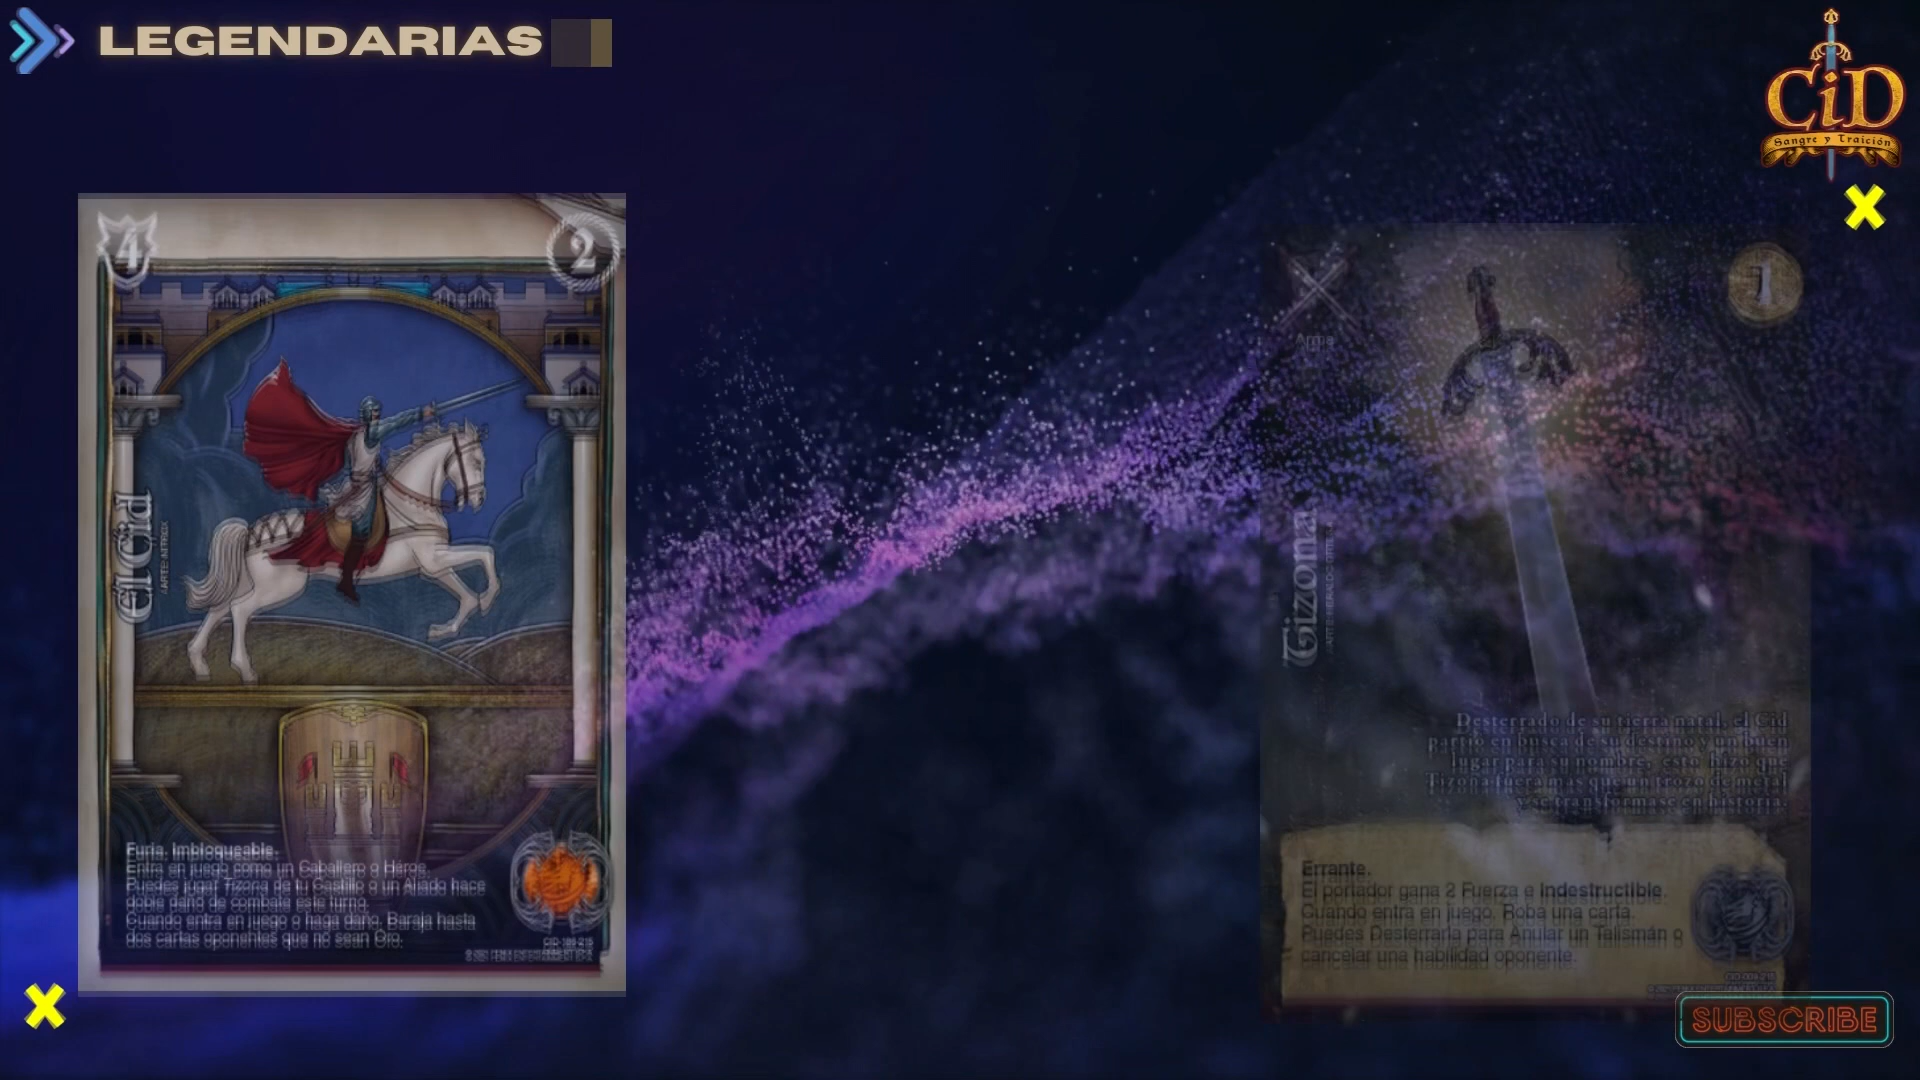 LEGENDARIAS
CiD
Sangre y Traición
4
2
El Cid
Furia. Imbloqueable.
Entra en juego como un Caballero o Héroe.
Puedes jugar Tizona de tu Castillo o un Aliado hace
doble daño de combate este turno.
Cuando entra en juego o haga daño, Baraja hasta
dos cartas oponentes que no sean Oro.
1
Arma
Tizona
Desterrado de su tierra natal, el Cid
partió en busca de su destino y un buen
lugar para su nombre, esto hizo que
Tizona fuera más que un trozo de metal
y se transformase en historia.
Errante.
El portador gana 2 Fuerza e Indestructible.
Cuando entra en juego, Roba una carta.
Puedes Desterrarla para Anular un Talismán o
cancelar una habilidad oponente.
SUBSCRIBE